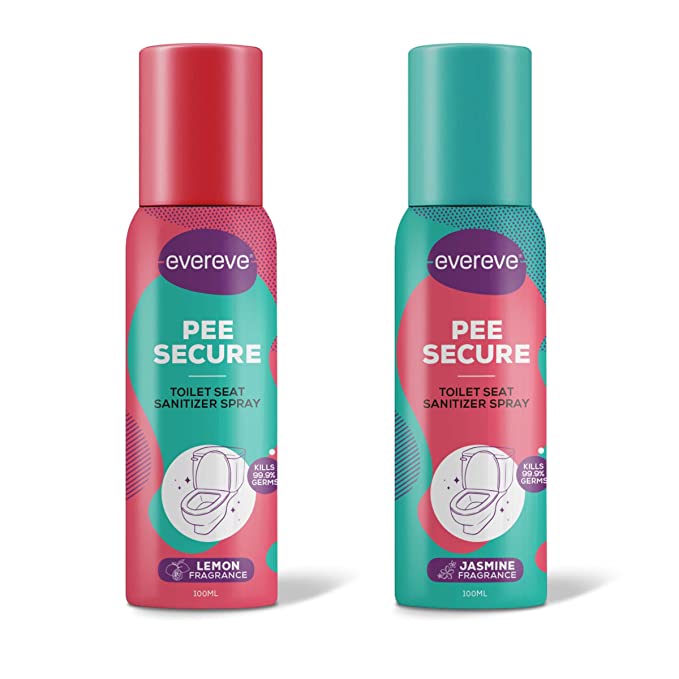 evereve®
PEE
SECURE
TOILET SEAT
SANITIZER SPRAY
KILLS
99.9%
GERMS
LEMON
FRAGRANCE
100ML
evereve®
PEE
SECURE
TOILET SEAT
SANITIZER SPRAY
KILLS
99.9%
GERMS
JASMINE
FRAGRANCE
100ML